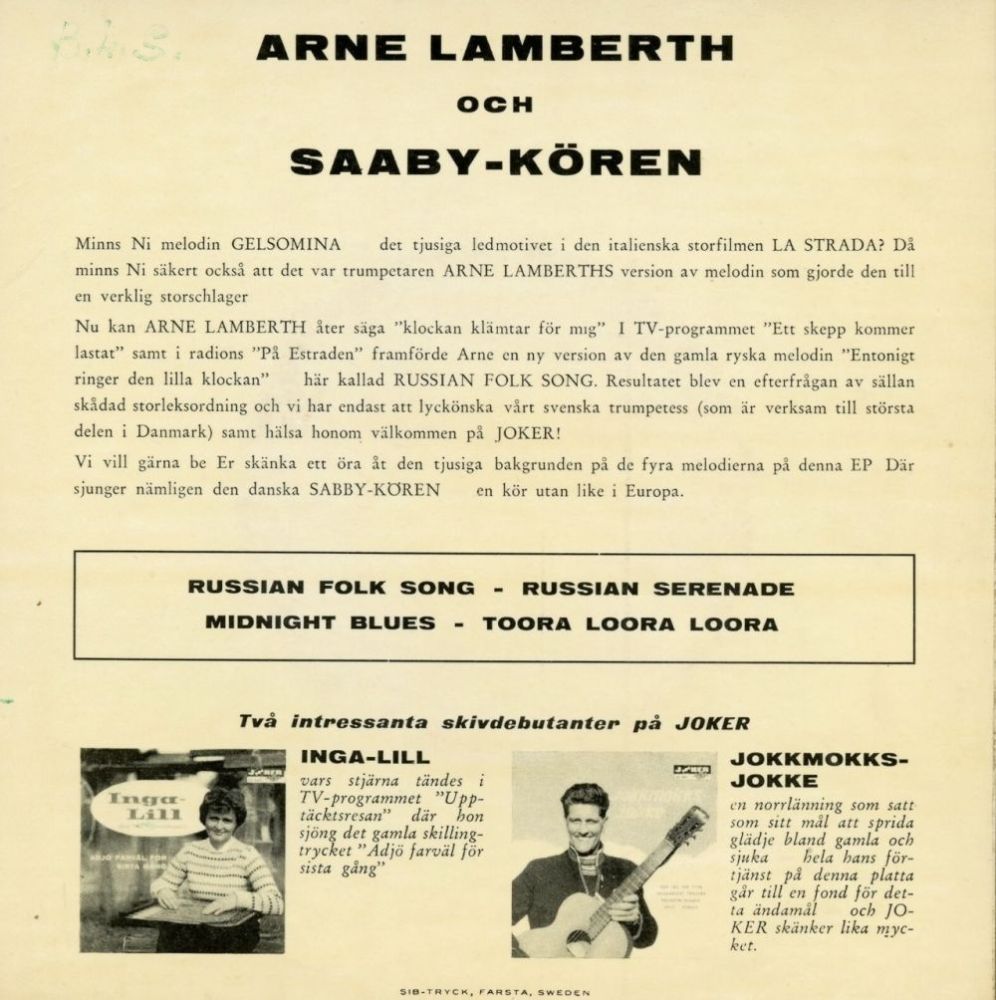 B.K.S.
ARNE LAMBERTH
OCH
SAABY-KÖREN
Minns Ni melodin GELSOMINA det tjusiga ledmotivet i den italienska storfilmen LA STRADA? Då
minns Ni säkert också att det var trumpetaren ARNE LAMBERTHS version av melodin som gjorde den till
en verklig storschlager
Nu kan ARNE LAMBERTH åter säga ”klockan klämtar för mig” I TV-programmet ”Ett skepp kommer
lastat” samt i radions ”På Estraden” framförde Arne en ny version av den gamla ryska melodin ”Entonigt
ringer den lilla klockan” här kallad RUSSIAN FOLK SONG. Resultatet blev en efterfrågan av sällan
skådad storleksordning och vi har endast att lyckönska vårt svenska trumpetess (som är verksam till största
delen i Danmark) samt hälsa honom välkommen på JOKER!
Vi vill gärna be Er skänka ett öra åt den tjusiga bakgrunden på de fyra melodierna på denna EP Där
sjunger nämligen den danska SABBY-KÖREN en kör utan like i Europa.
RUSSIAN FOLK SONG - RUSSIAN SERENADE
MIDNIGHT BLUES - TOORA LOORA LOORA
Två intressanta skivdebutanter på JOKER
JOKER
Inga-
Lill
ADJÖ FARVÄL FÖR
SISTA GÅNG
INGA-LILL
vars stjärna tändes i
TV-programmet ”Upp-
täcktsresan” där hon
sjöng det gamla skilling-
trycket ”Adjö farväl för
sista gång”
JOKER
JOKKMOKKS-
JOKKE
en norrlänning som satt
som sitt mål att sprida
glädje bland gamla och
sjuka hela hans för-
tjänst på denna platta
går till en fond för det-
ta ändamål och JO-
KER skänker lika myc-
ket.
SIB-TRYCK, FARSTA, SWEDEN